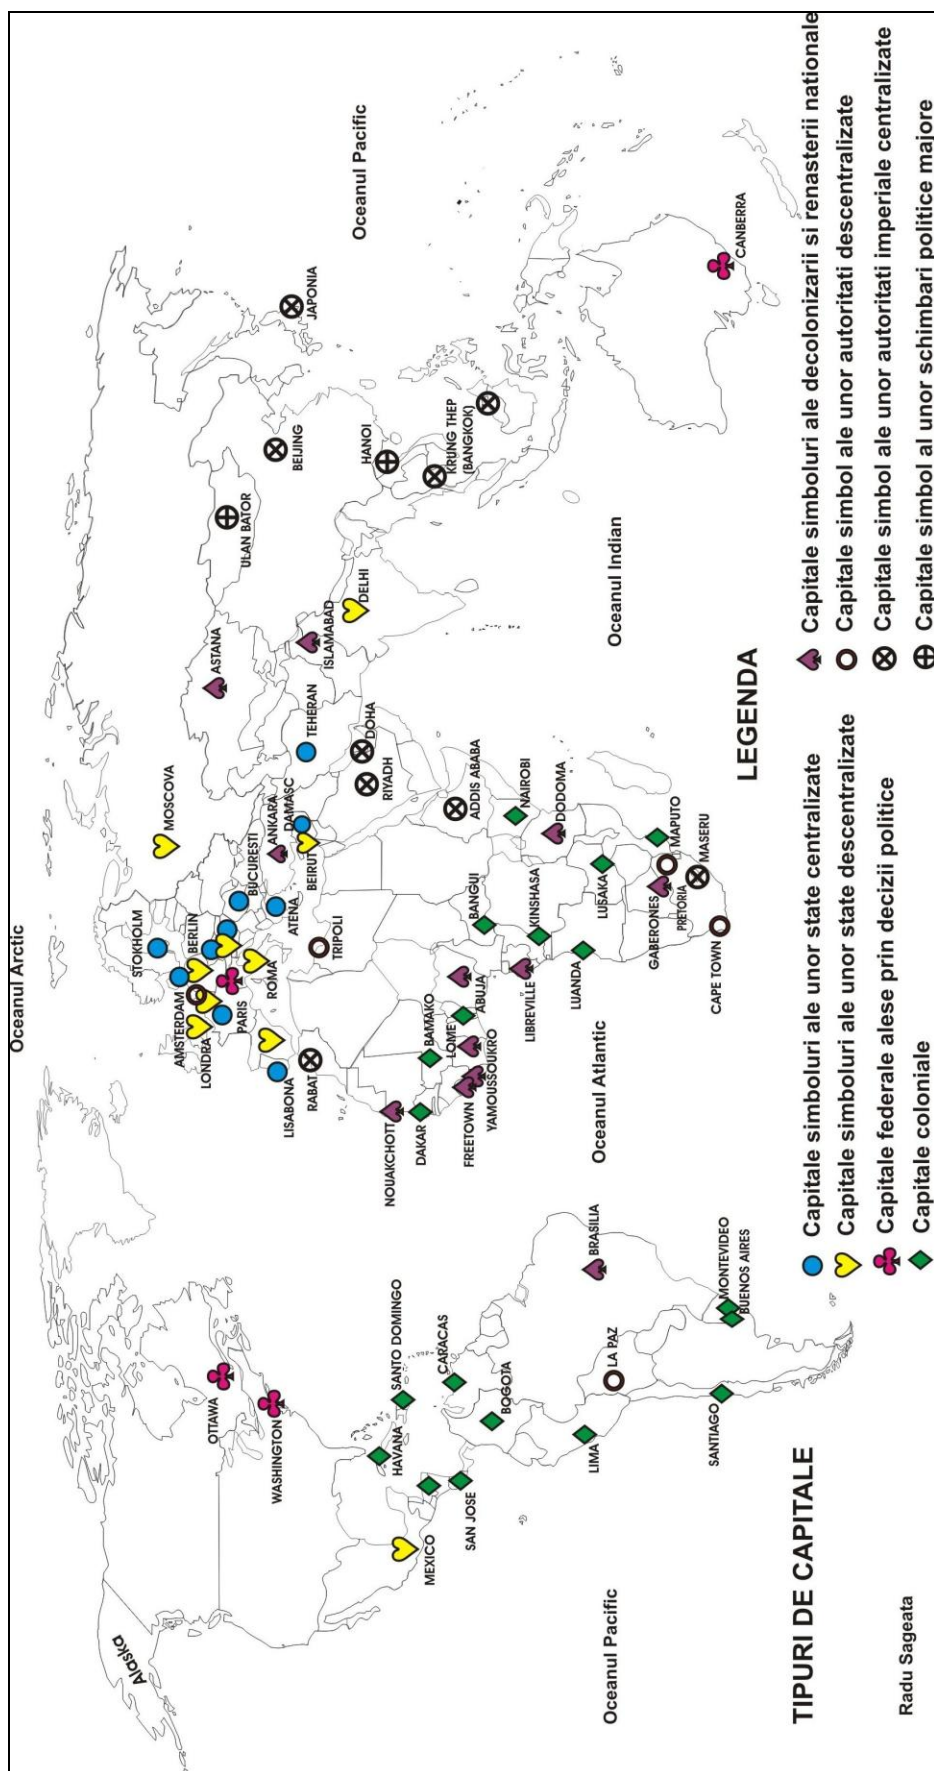 Oceanul Arctic
Alaska
OTTAWA
WASHINGTON
MEXICO
HAVANA
SANTO DOMINGO
SAN JOSE
CARACAS
BOGOTA
LIMA
LA PAZ
BRASILIA
SANTIAGO
MONTEVIDEO
BUENOS AIRES
Oceanul Pacific
Oceanul Atlantic
STOKHOLM
AMSTERDAM
BERLIN
LONDRA
PARIS
ROMA
LISABONA
BUCURESTI
ATENA
MOSCOVA
ANKARA
DAMASC
BEIRUT
TEHERAN
ASTANA
ISLAMABAD
DELHI
RIYADH
DOHA
RABAT
TRIPOLI
NOUAKCHOTT
DAKAR
BAMAKO
FREETOWN
YAMOUSSOUKRO
LOME
ABUJA
BANGUI
LIBREVILLE
KINSHASA
LUANDA
ADDIS ABABA
NAIROBI
DODOMA
LUSAKA
GABERONES
PRETORIA
MAPUTO
MASERU
CAPE TOWN
ULAN BATOR
BEIJING
JAPONIA
HANOI
KRUNG THEP
(BANGKOK)
CANBERRA
Oceanul Pacific
Oceanul Indian
TIPURI DE CAPITALE
LEGENDA
Capitale simboluri ale unor state centralizate
Capitale simboluri ale unor state descentralizate
Capitale federale alese prin decizii politice
Capitale coloniale
Capitale simboluri ale decolonizarii si renasterii nationale
Capitale simbol ale unor autoritati descentralizate
Capitale simbol ale unor autoritati imperiale centralizate
Capitale simbol al unor schimbari politice majore
Radu Sageata